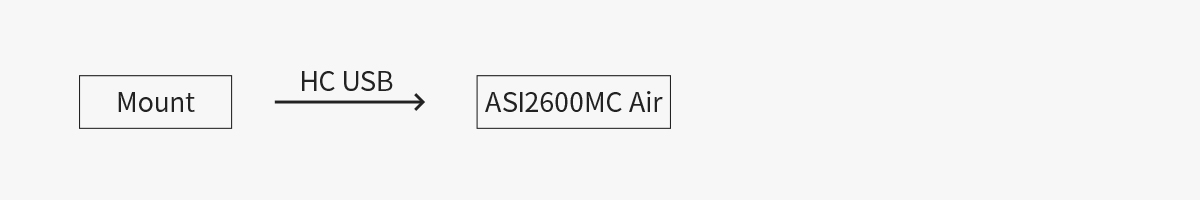 HC USB
Mount
ASI2600MC Air